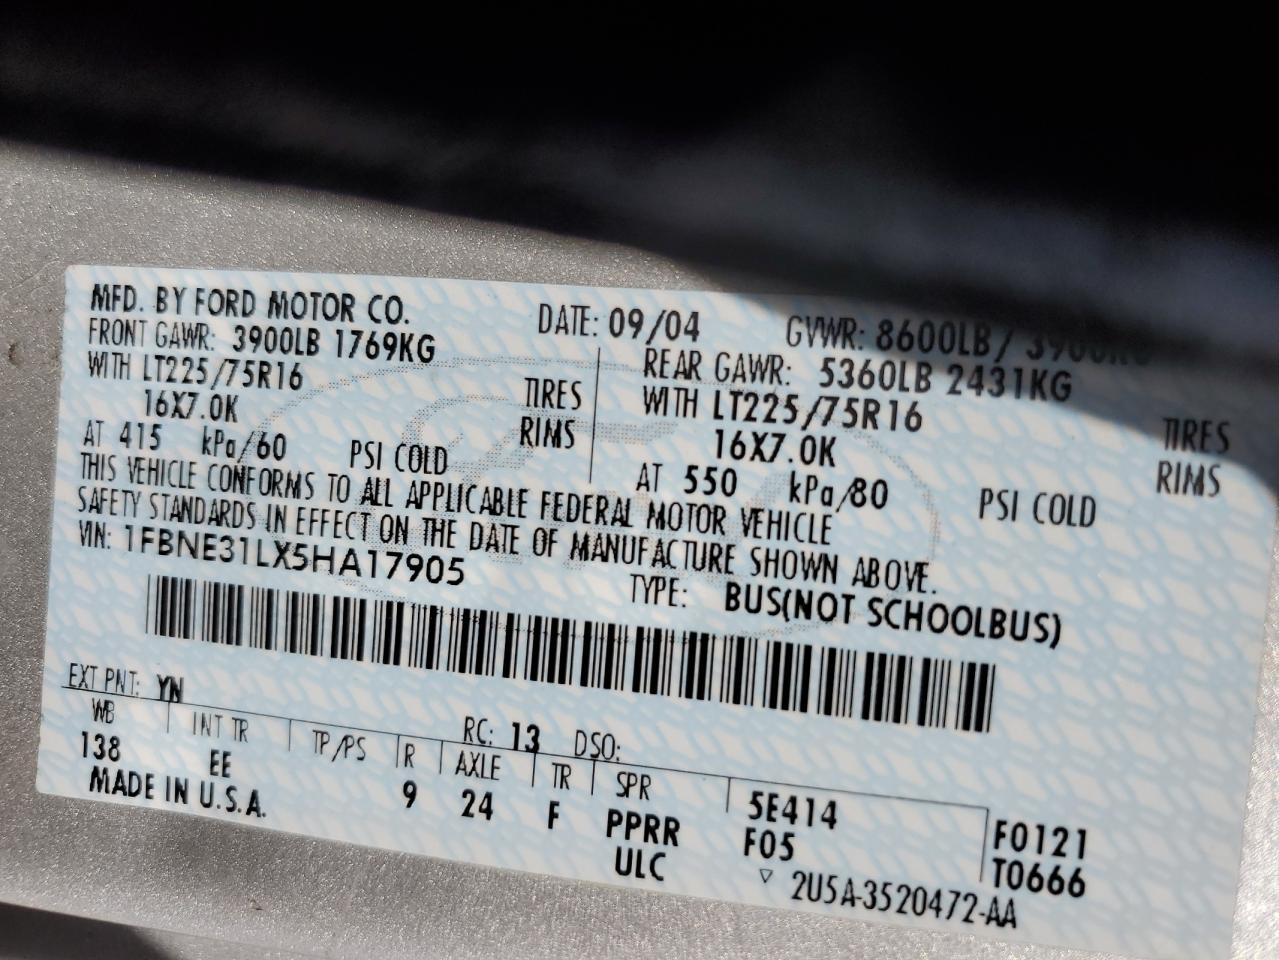 MFD. BY FORD MOTOR CO. DATE: 09/04 GVWR: 8600LB/ 3900KG
FRONT GAWR: 3900LB 1769KG REAR GAWR: 5360LB 2431KG
WITH LT225/75R16 TIRES WITH LT225/75R16 TIRES
16X7.0K RIMS 16X7.0K RIMS
AT 415 kPa/60 PSI COLD AT 550 kPa/80 PSI COLD
THIS VEHICLE CONFORMS TO ALL APPLICABLE FEDERAL MOTOR VEHICLE
SAFETY STANDARDS IN EFFECT ON THE DATE OF MANUFACTURE SHOWN ABOVE.
VIN: 1FBNE31LX5HA17905 TYPE: BUS(NOT SCHOOLBUS)
EXT PNT: YN RC: 13 DSO:
WB INT TR TP/PS R AXLE TR SPR 5E414
138 EE 9 24 F PPRR F05 F0121
MADE IN U.S.A. ULC T0666
▽ 2U5A-3520472-AA